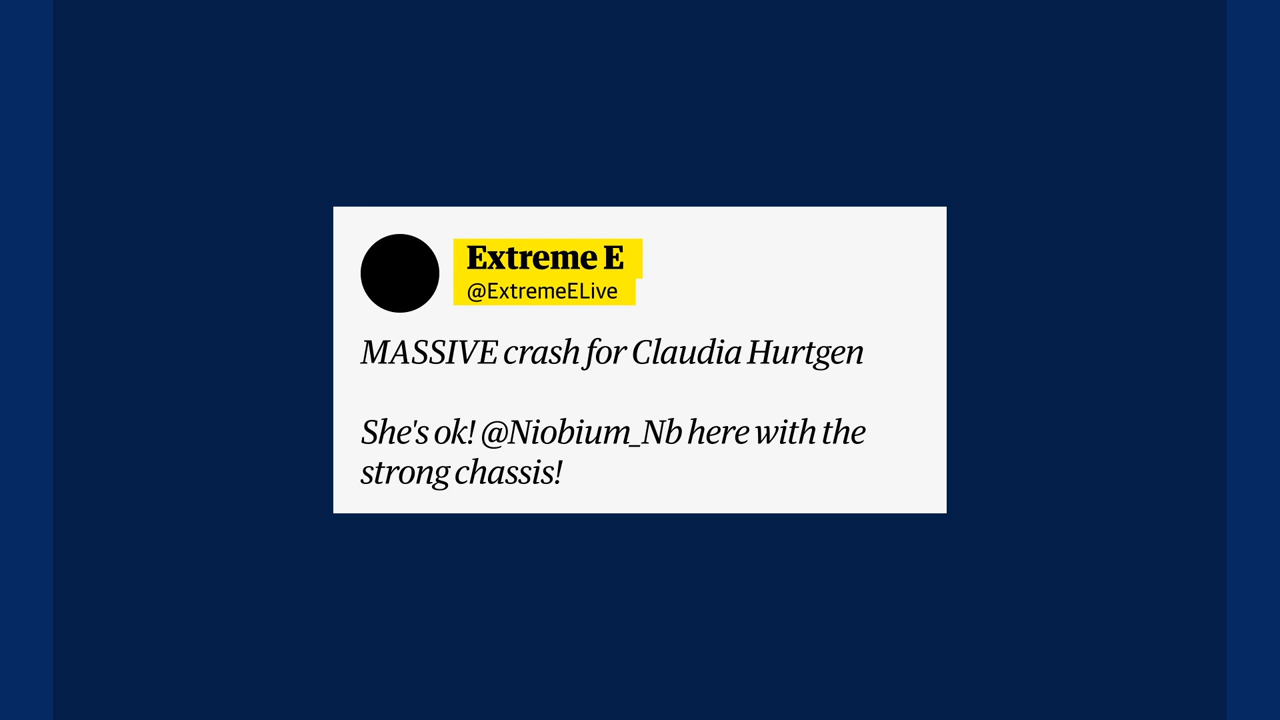 Extreme E
@ExtremeELive
MASSIVE crash for Claudia Hurtgen
She's ok! @Niobium_Nb here with the
strong chassis!